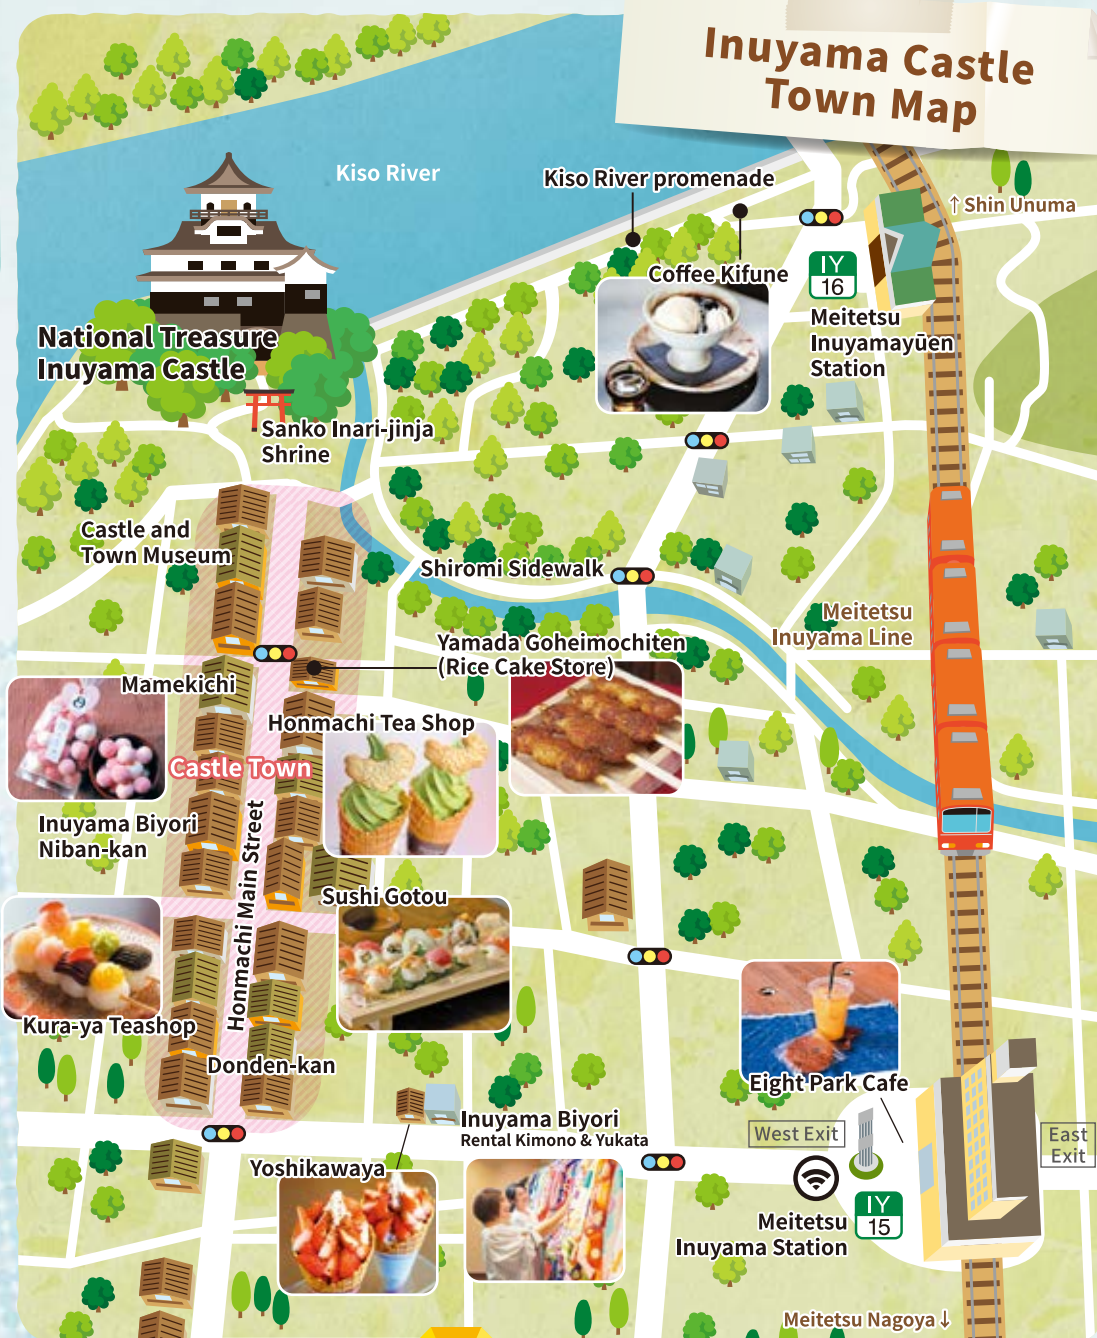 Inuyama Castle
Town Map
Kiso River
Kiso River promenade
↑ Shin Unuma
Coffee Kifune
IY
16
Meitetsu
Inuyamayūen
Station
National Treasure
Inuyama Castle
Sanko Inari-jinja
Shrine
Castle and
Town Museum
Shiromi Sidewalk
Meitetsu
Inuyama Line
Yamada Goheimochiten
(Rice Cake Store)
Mamekichi
Honmachi Tea Shop
Castle Town
Inuyama Biyori
Niban-kan
Honmachi Main Street
Sushi Gotou
Kura-ya Teashop
Donden-kan
Eight Park Cafe
Inuyama Biyori
Rental Kimono & Yukata
West Exit
East
Exit
Yoshikawaya
IY
15
Meitetsu
Inuyama Station
Meitetsu Nagoya ↓